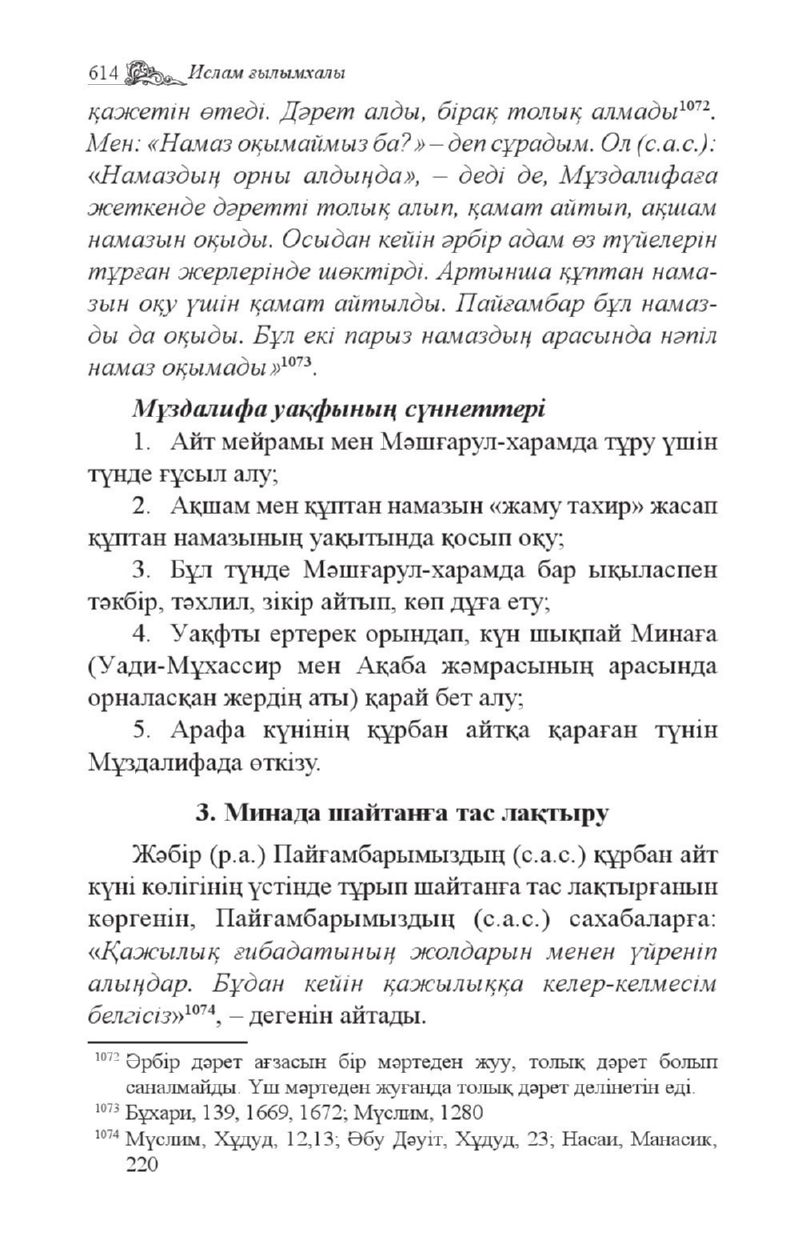 614 Ислам ғылымхалы
қажетін өтеді. Дәрет алды, бірақ толық алмады¹⁰⁷².
Мен: «Намаз оқымаймыз ба?» – деп сұрадым. Ол (с.а.с.):
«Намаздың орны алдыңда», – деді де, Мұздалифаға
жеткенде дәретті толық алып, қамат айтып, ақшам
намазын оқыды. Осыдан кейін әрбір адам өз түйелерін
тұрған жерлерінде шөктірді. Артынша құптан нама-
зын оқу үшін қамат айтылды. Пайғамбар бұл намаз-
ды да оқыды. Бұл екі парыз намаздың арасында нәпіл
намаз оқымады»¹⁰⁷³.
Мұздалифа уақфының сүннеттері
1. Айт мейрамы мен Мәшғарул-харамда тұру үшін
түнде ғұсыл алу;
2. Ақшам мен құптан намазын «жаму тахир» жасап
құптан намазының уақытында қосып оқу;
3. Бұл түнде Мәшғарул-харамда бар ықыласпен
тәкбір, тәхлил, зікір айтып, көп дұға ету;
4. Уақфты ертерек орындап, күн шықпай Минаға
(Уади-Мұхассир мен Ақаба жәмрасының арасында
орналасқан жердің аты) қарай бет алу;
5. Арафа күнінің құрбан айтқа қараған түнін
Мұздалифада өткізу.
3. Минада шайтанға тас лақтыру
Жәбір (р.а.) Пайғамбарымыздың (с.а.с.) құрбан айт
күні көлігінің үстінде тұрып шайтанға тас лақтырғанын
көргенін, Пайғамбарымыздың (с.а.с.) сахабаларға:
«Қажылық ғибадатының жолдарын менен үйреніп
алыңдар. Бұдан кейін қажылыққа келер-келмесім
белгісіз»¹⁰⁷⁴, – дегенін айтады.
¹⁰⁷² Әрбір дәрет ағзасын бір мәртеден жуу, толық дәрет болып
саналмайды. Үш мәртеден жуғанда толық дәрет делінетін еді.
¹⁰⁷³ Бұхари, 139, 1669, 1672; Мүслим, 1280
¹⁰⁷⁴ Мүслим, Хұдуд, 12,13; Әбу Дәуіт, Хұдуд, 23; Насаи, Манасик,
220